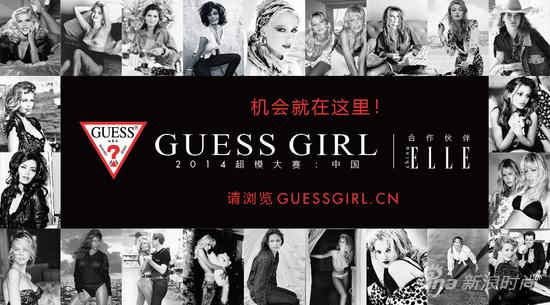 机会就在这里！
GUESS
U.S.A.
?
GUESS GIRL
2014超模大赛：中国
合作伙伴
ELLE
请浏览 GUESSGIRL.CN
sina 新浪时尚